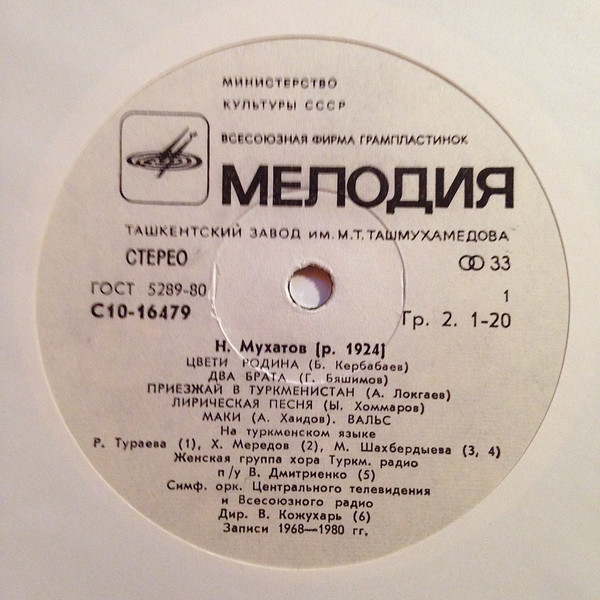 МИНИСТЕРСТВО
КУЛЬТУРЫ СССР
ВСЕСОЮЗНАЯ ФИРМА ГРАМПЛАСТИНОК
МЕЛОДИЯ
ТАШКЕНТСКИЙ ЗАВОД ИМ. М.Т. ТАШМУХАМЕДОВА
СТЕРЕО
33
ГОСТ 5289-80
1
С10-16479
Гр. 2. 1-20
Н. Мухатов [р. 1924]
ЦВЕТИ РОДИНА (Б. Кербабаев)
ДВА БРАТА (Г. Бяшимов)
ПРИЕЗЖАЙ В ТУРКМЕНИСТАН (А. Локгаев)
ЛИРИЧЕСКАЯ ПЕСНЯ (Ы. Хоммаров)
МАКИ (А. Хаидов). ВАЛЬС
На туркменском языке
Р. Тураева (1), Х. Мередов (2), М. Шахбердыева (3, 4)
Женская группа хора Туркм. радио
п/у В. Дмитриенко (5)
Симф. орк. Центрального телевидения
и Всесоюзного радио
Дир. В. Кожухарь (6)
Записи 1968—1980 гг.